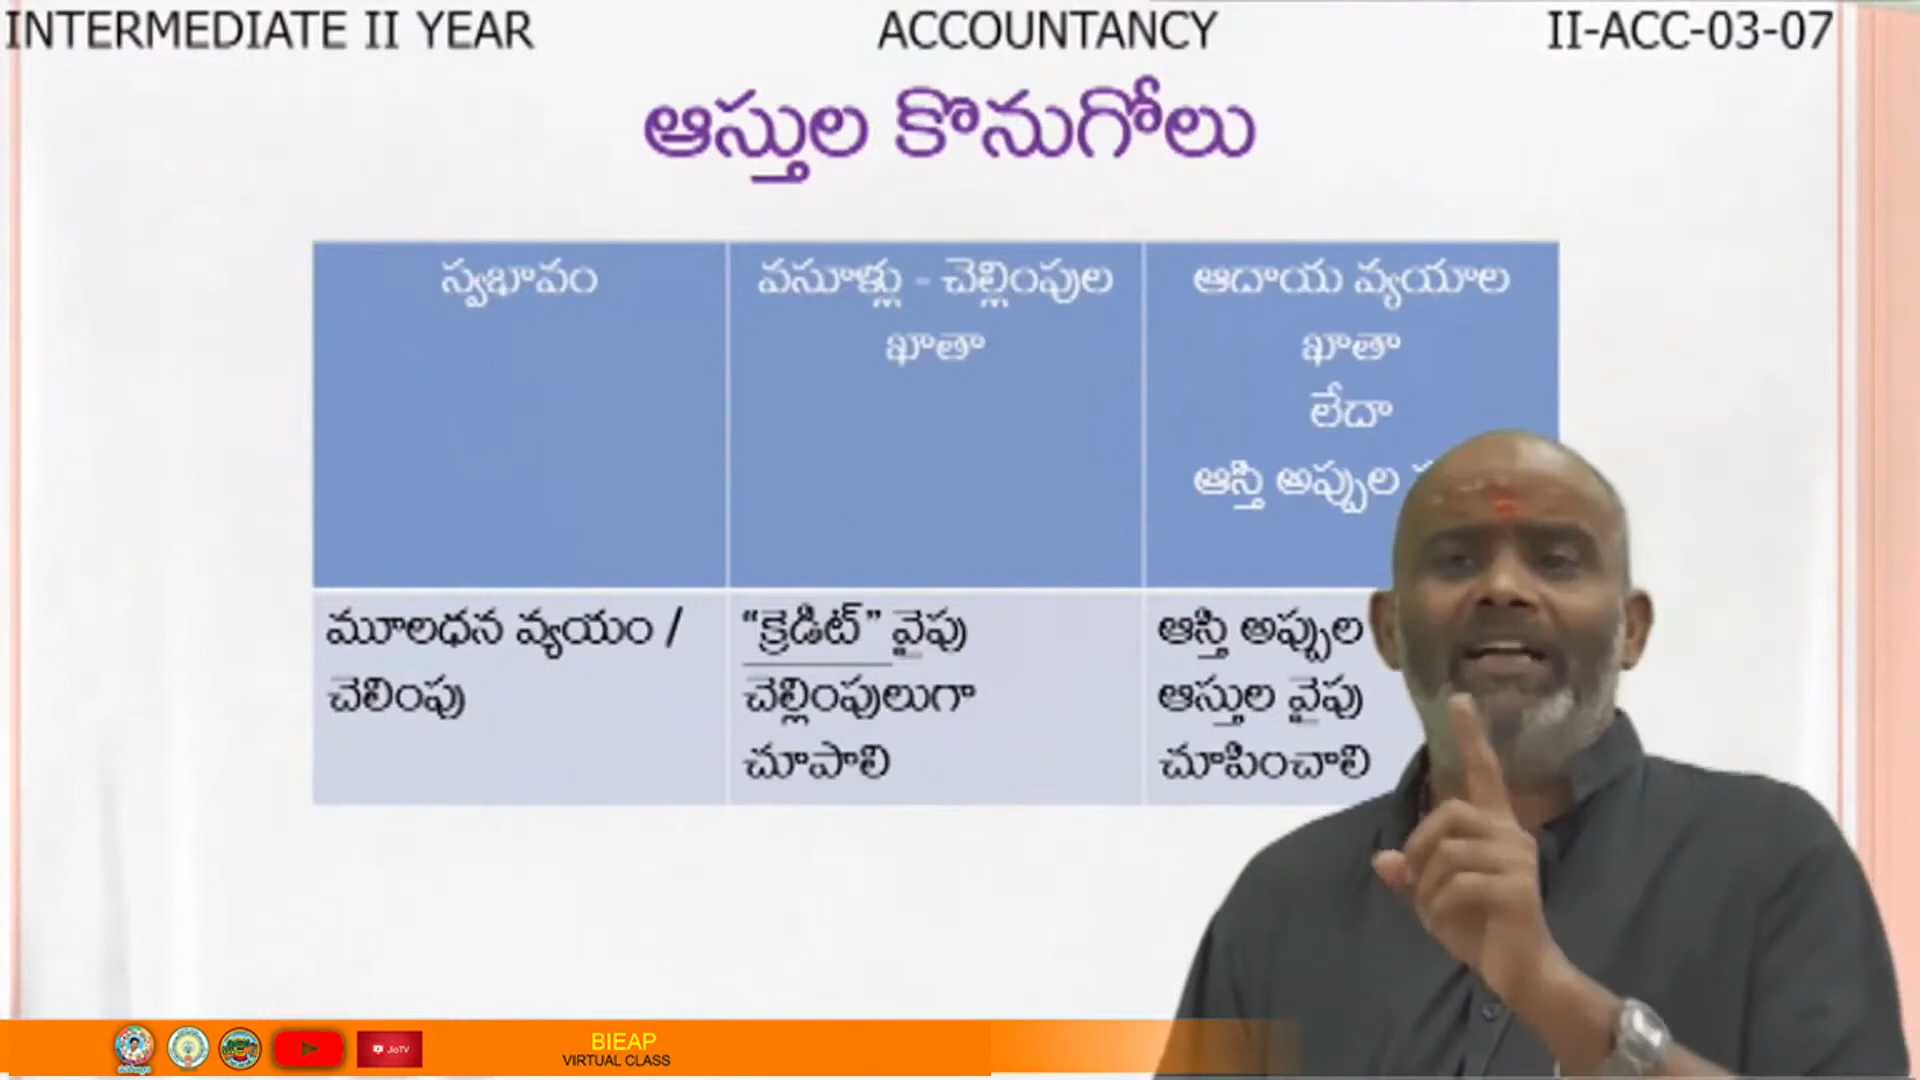 INTERMEDIATE II YEAR ACCOUNTANCY II-ACC-03-07
ఆస్తుల కొనుగోలు
స్వభావం
వసూళ్లు - చెల్లింపుల
ఖాతా
ఆదాయ వ్యయాల
ఖాతా
లేదా
ఆస్తి అప్పుల
మూలధన వ్యయం /
చెలింపు
“క్రెడిట్” వైపు
చెల్లింపులుగా
చూపాలి
ఆస్తి అప్పుల
ఆస్తుల వైపు
చూపించాలి
JioTV
BIEAP
VIRTUAL CLASS